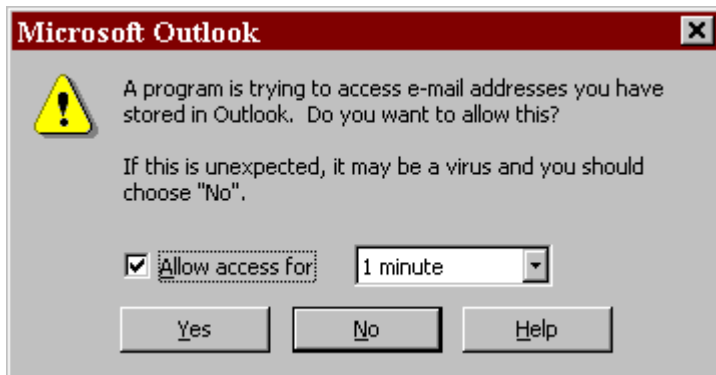 Microsoft Outlook
A program is trying to access e-mail addresses you have
stored in Outlook.  Do you want to allow this?
If this is unexpected, it may be a virus and you should
choose "No".
Allow access for 1 minute
Yes No Help